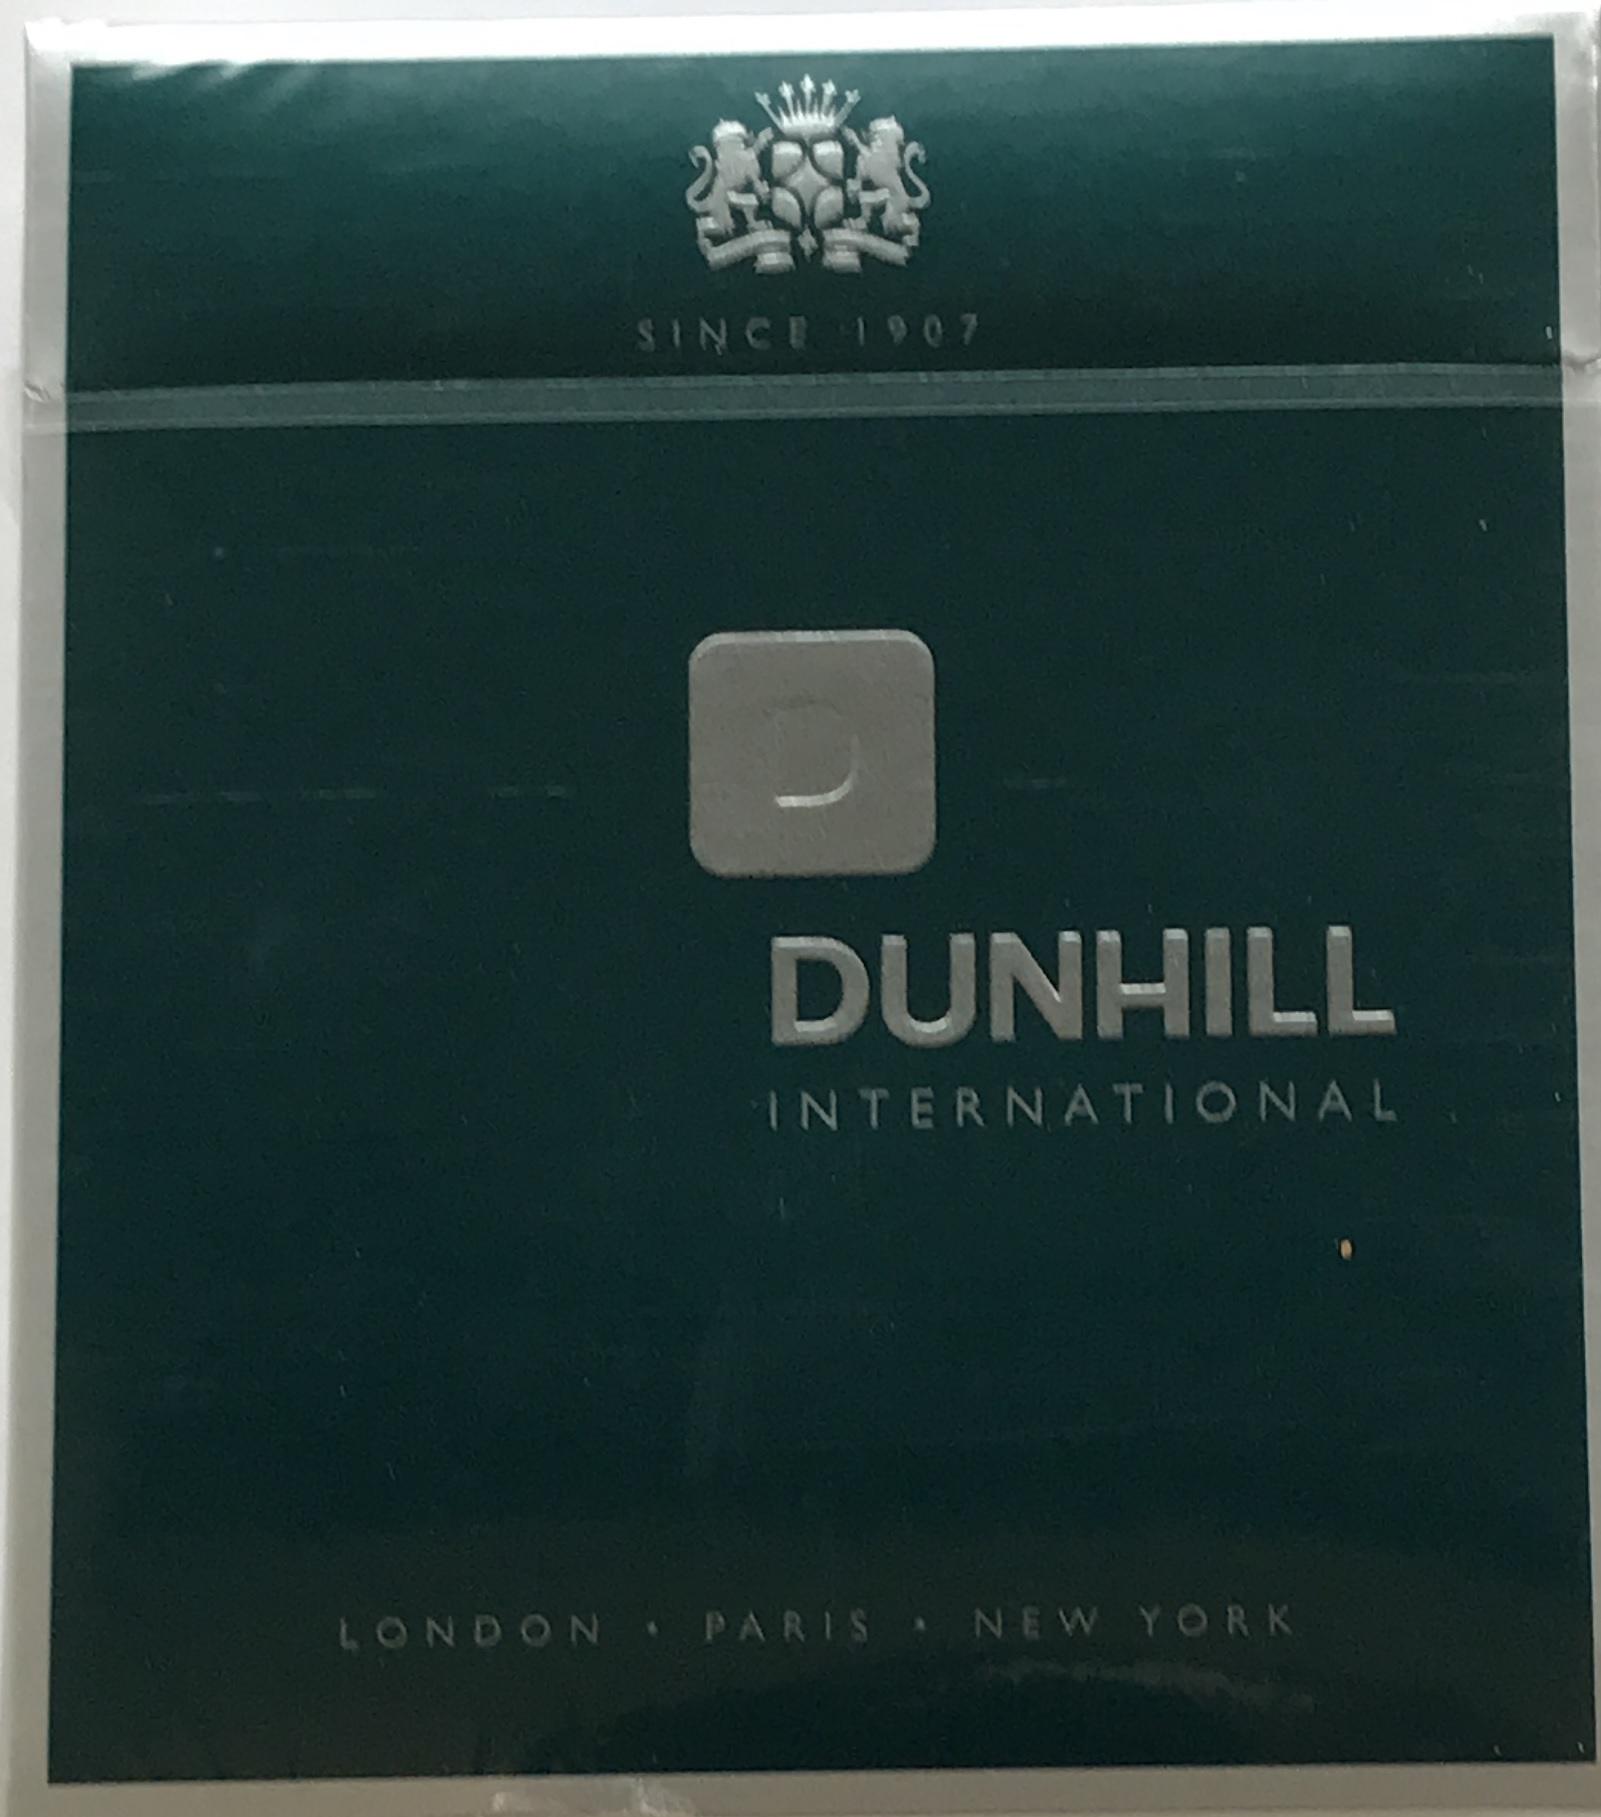 SINCE 1907
D
DUNHILL
INTERNATIONAL
LONDON • PARIS • NEW YORK